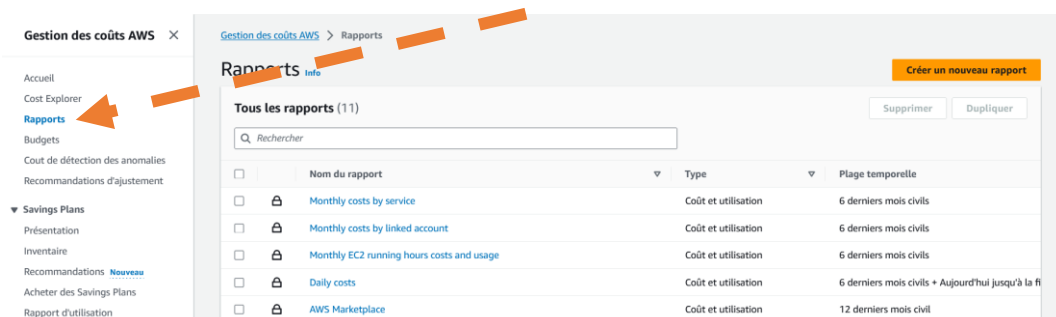 Gestion des coûts AWS
Accueil
Cost Explorer
Rapports
Budgets
Cout de détection des anomalies
Recommandations d'ajustement
Savings Plans
Présentation
Inventaire
Recommandations Nouveau
Acheter des Savings Plans
Rapport d'utilisation
Gestion des coûts AWS > Rapports
Rapports Info
Créer un nouveau rapport
Tous les rapports (11)
Supprimer Dupliquer
Rechercher
Nom du rapport Type Plage temporelle
Monthly costs by service Coût et utilisation 6 derniers mois civils
Monthly costs by linked account Coût et utilisation 6 derniers mois civils
Monthly EC2 running hours costs and usage Coût et utilisation 6 derniers mois civils
Daily costs Coût et utilisation 6 derniers mois civils + Aujourd'hui jusqu'à la fi
AWS Marketplace Coût et utilisation 12 derniers mois civil